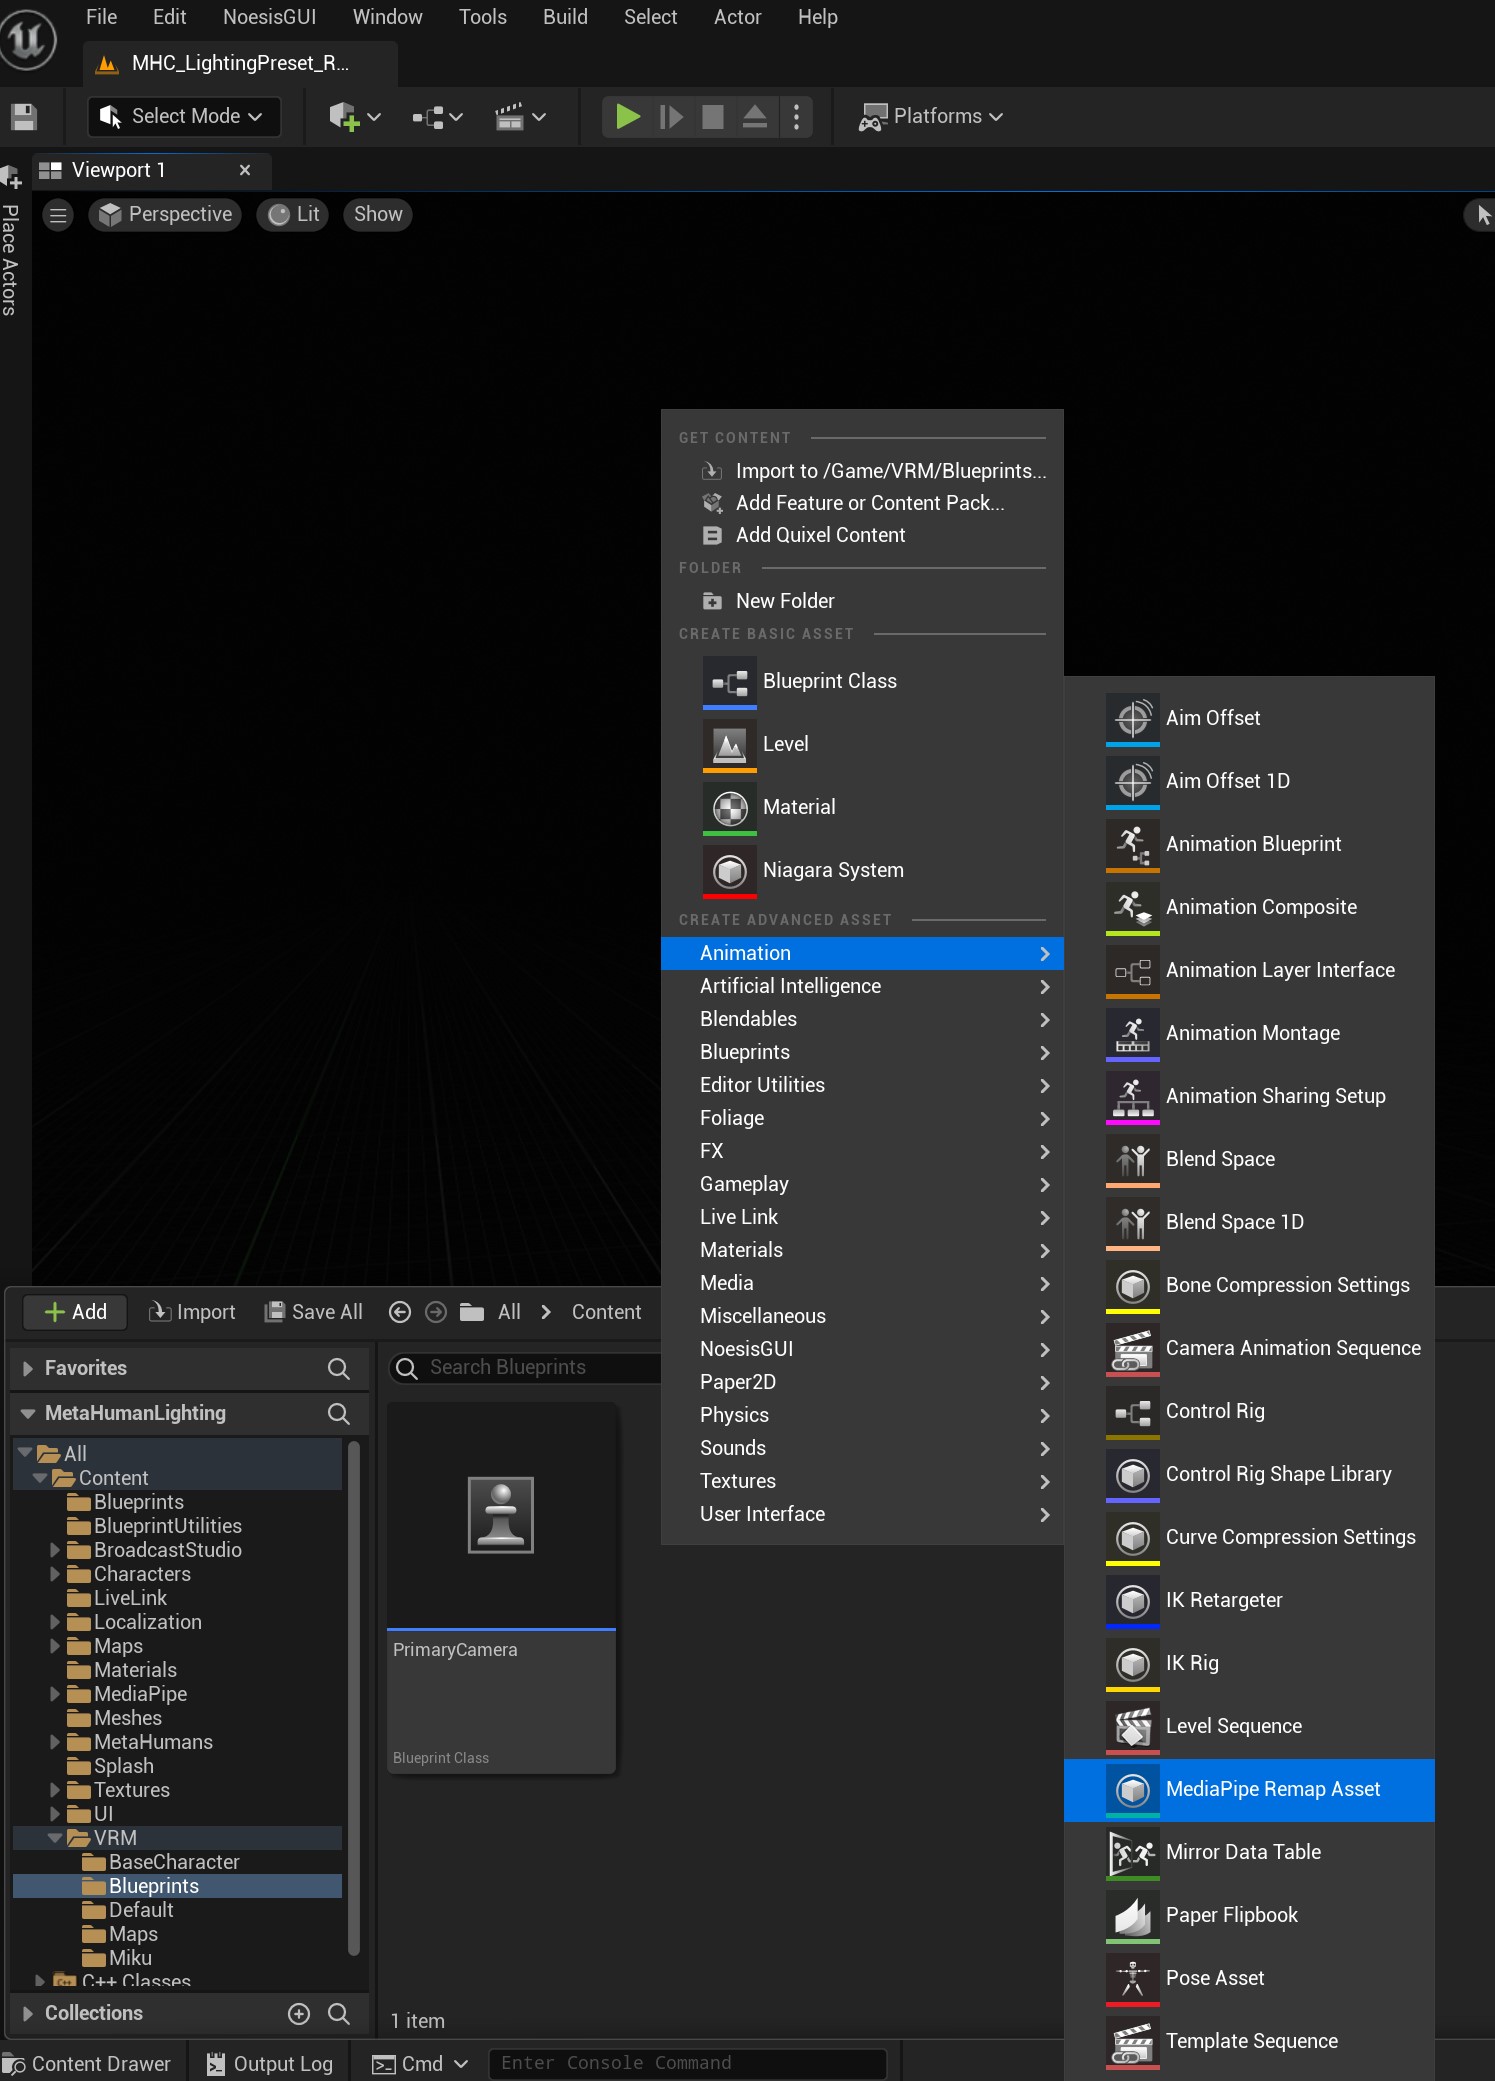 File Edit NoesisGUI Window Tools Build Select Actor Help
MHC_LightingPreset_R...
Select Mode
Platforms
Viewport 1
Place Actors
Perspective Lit Show
GET CONTENT
Import to /Game/VRM/Blueprints...
Add Feature or Content Pack...
Add Quixel Content
FOLDER
New Folder
CREATE BASIC ASSET
Blueprint Class
Level
Material
Niagara System
CREATE ADVANCED ASSET
Animation
Artificial Intelligence
Blendables
Blueprints
Editor Utilities
Foliage
FX
Gameplay
Live Link
Materials
Media
Miscellaneous
NoesisGUI
Paper2D
Physics
Sounds
Textures
User Interface
Aim Offset
Aim Offset 1D
Animation Blueprint
Animation Composite
Animation Layer Interface
Animation Montage
Animation Sharing Setup
Blend Space
Blend Space 1D
Bone Compression Settings
Camera Animation Sequence
Control Rig
Control Rig Shape Library
Curve Compression Settings
IK Retargeter
IK Rig
Level Sequence
MediaPipe Remap Asset
Mirror Data Table
Paper Flipbook
Pose Asset
Template Sequence
Add Import Save All All Content
Favorites
Search Blueprints
MetaHumanLighting
All
Content
Blueprints
BlueprintUtilities
BroadcastStudio
Characters
LiveLink
Localization
Maps
Materials
MediaPipe
Meshes
MetaHumans
Splash
Textures
UI
VRM
BaseCharacter
Blueprints
Default
Maps
Miku
C++ Classes
Collections
PrimaryCamera
Blueprint Class
1 item
Content Drawer Output Log Cmd Enter Console Command